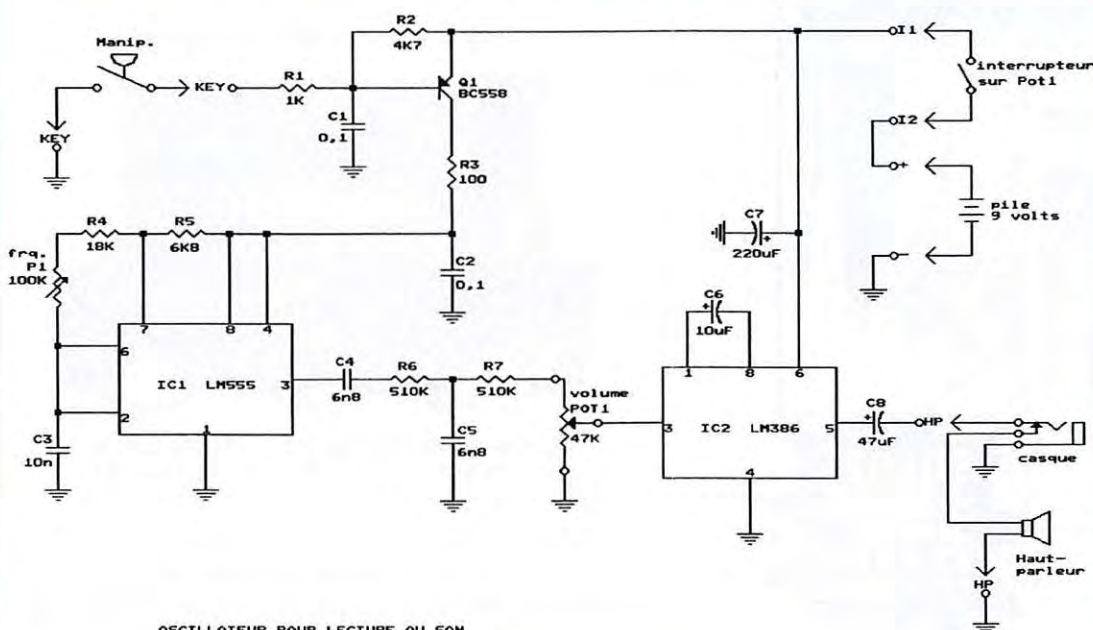 R2
4K7
Manip.
KEY
R1
1K
Q1
BC558
C1
0,1
KEY
R3
100
I1
interrupteur
sur Pot1
I2
+
pile
9 volts
-
R4
18K
R5
6K8
frq.
P1
100K
C2
0,1
C7
+
220uF
C6
+
10uF
7
8
4
6
IC1 LM555
3
2
1
C3
10n
C4
6n8
R6
510K
R7
510K
C5
6n8
volume
POT1
47K
1
8
6
3
IC2 LM386
5
4
C8
+
47uF
HP
casque
Haut-
parleur
HP